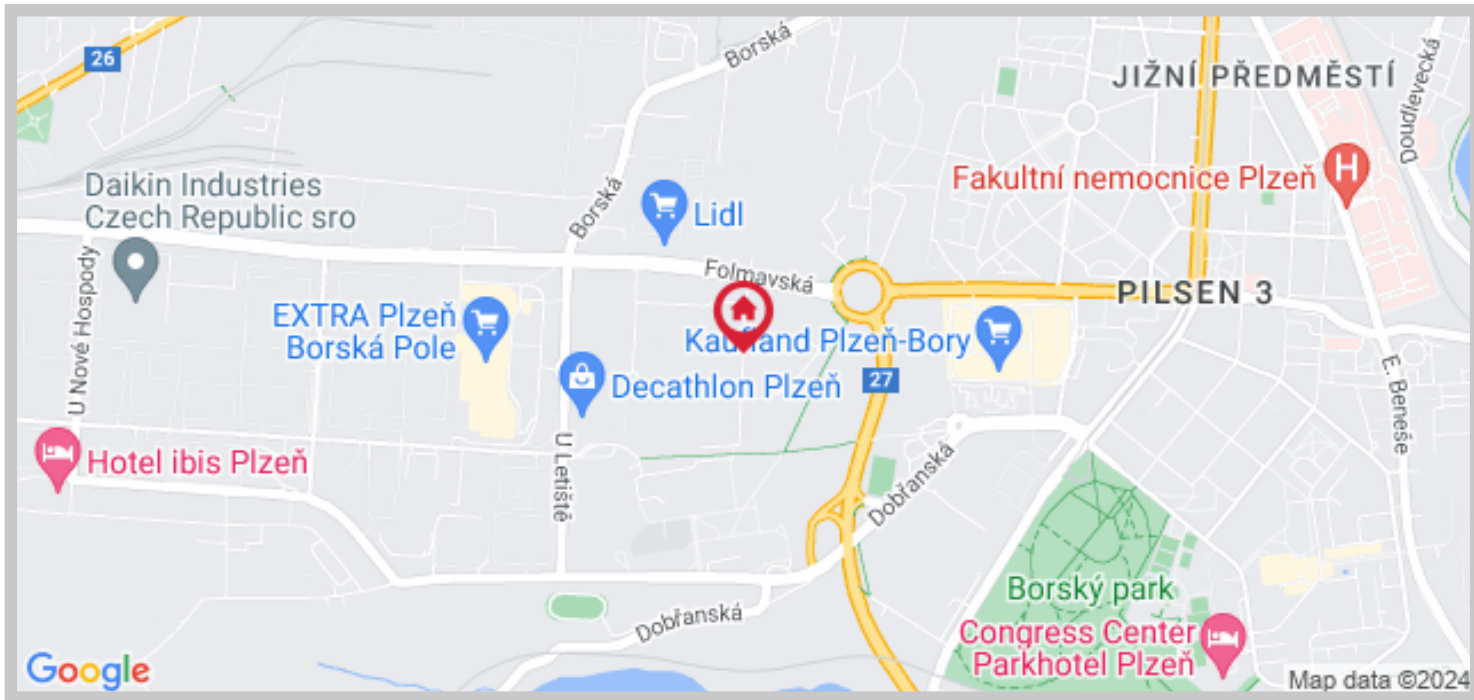 26
Borská
JIŽNÍ PŘEDMĚSTÍ
Doudlevecká
Fakultní nemocnice Plzeň
H
Daikin Industries
Czech Republic sro
Borská
Lidl
U Nové Hospody
Folmavská
PILSEN 3
EXTRA Plzeň
Borská Pole
Kaufland Plzeň-Bory
Decathlon Plzeň
27
E. Beneše
Hotel ibis Plzeň
U Letiště
Dobřanská
Borský park
Dobřanská
Congress Center
Parkhotel Plzeň
Google
Map data ©2024